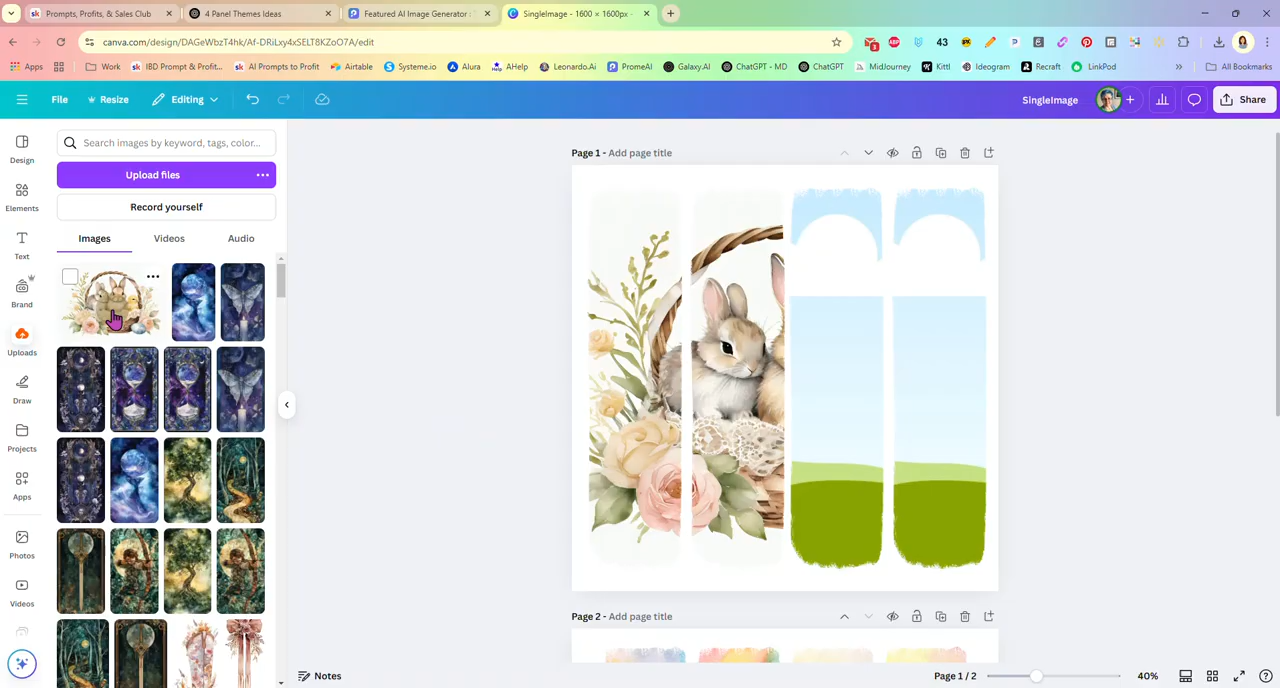 Prompts, Profits, & Sales Club
4 Panel Themes Ideas
Featured AI Image Generator :
SingleImage - 1600 × 1600px -
canva.com/design/DAGeWbzT4hk/Af-DRiLxy4xSELT8KZoO7A/edit
3
43
Apps
Work
IBD Prompt & Profit...
AI Prompts to Profit
Airtable
Systeme.io
Alura
AHelp
Leonardo.Ai
PromeAI
Galaxy.AI
ChatGPT - MD
ChatGPT
MidJourney
Kittl
Ideogram
Recraft
LinkPod
All Bookmarks
File
Resize
Editing
SingleImage
Share
Design
Elements
Text
Brand
Uploads
Draw
Projects
Apps
Photos
Videos
Search images by keyword, tags, color...
Upload files
Record yourself
Images
Videos
Audio
Page 1 - Add page title
Page 2 - Add page title
Notes
Page 1 / 2
40%